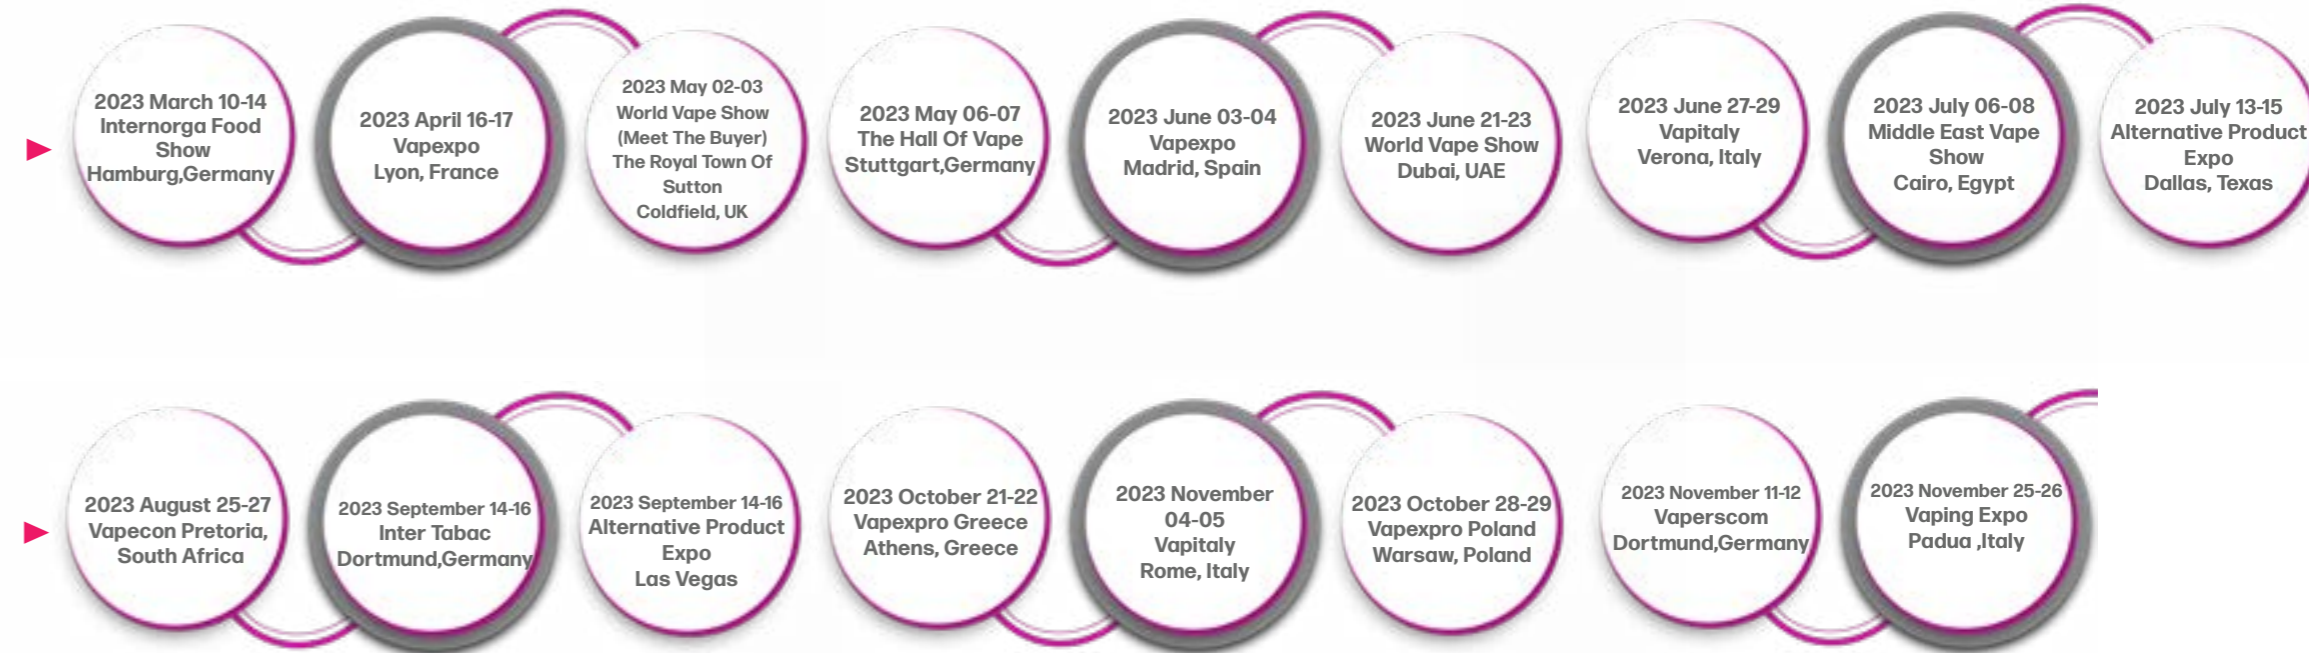 2023 March 10-14
Internorga Food
Show
Hamburg,Germany
2023 April 16-17
Vapexpo
Lyon, France
2023 May 02-03
World Vape Show
(Meet The Buyer)
The Royal Town Of
Sutton
Coldfield, UK
2023 May 06-07
The Hall Of Vape
Stuttgart,Germany
2023 June 03-04
Vapexpo
Madrid, Spain
2023 June 21-23
World Vape Show
Dubai, UAE
2023 June 27-29
Vapitaly
Verona, Italy
2023 July 06-08
Middle East Vape
Show
Cairo, Egypt
2023 July 13-15
Alternative Product
Expo
Dallas, Texas
2023 August 25-27
Vapecon Pretoria,
South Africa
2023 September 14-16
Inter Tabac
Dortmund,Germany
2023 September 14-16
Alternative Product
Expo
Las Vegas
2023 October 21-22
Vapexpro Greece
Athens, Greece
2023 November
04-05
Vapitaly
Rome, Italy
2023 October 28-29
Vapexpro Poland
Warsaw, Poland
2023 November 11-12
Vaperscom
Dortmund,Germany
2023 November 25-26
Vaping Expo
Padua ,Italy